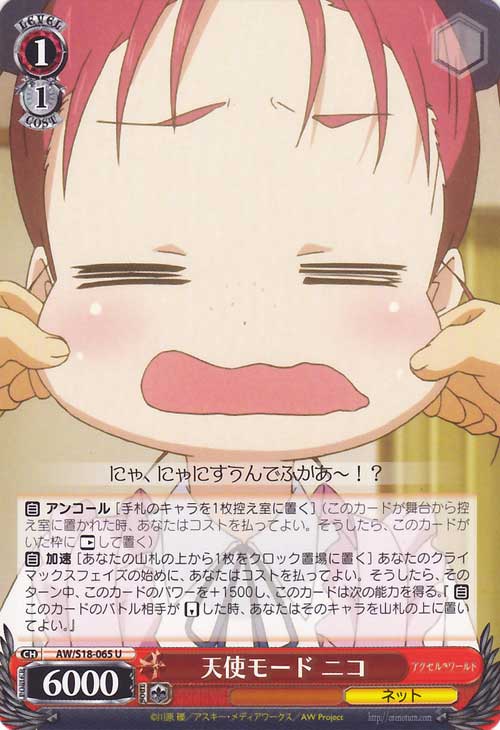 LEVEL
1
1
COST
にゃ、にゃにすうんでふかあ～！？
アンコール［手札のキャラを1枚控え室に置く］（このカードが舞台から控
え室に置かれた時、あなたはコストを払ってよい。そうしたら、このカードが
いた枠に して置く）
加速［あなたの山札の上から1枚をクロック置場に置く］あなたのクライ
マックスフェイズの始めに、あなたはコストを払ってよい。そうしたら、その
ターン中、このカードのパワーを＋1500し、このカードは次の能力を得る。『
このカードのバトル相手が した時、あなたはそのキャラを山札の上に置い
てよい。』
CH AW/S18-065 U
POWER
6000
天使モード ニコ
アクセル・ワールド
ネット
©川原 礫／アスキー・メディアワークス／AW Project